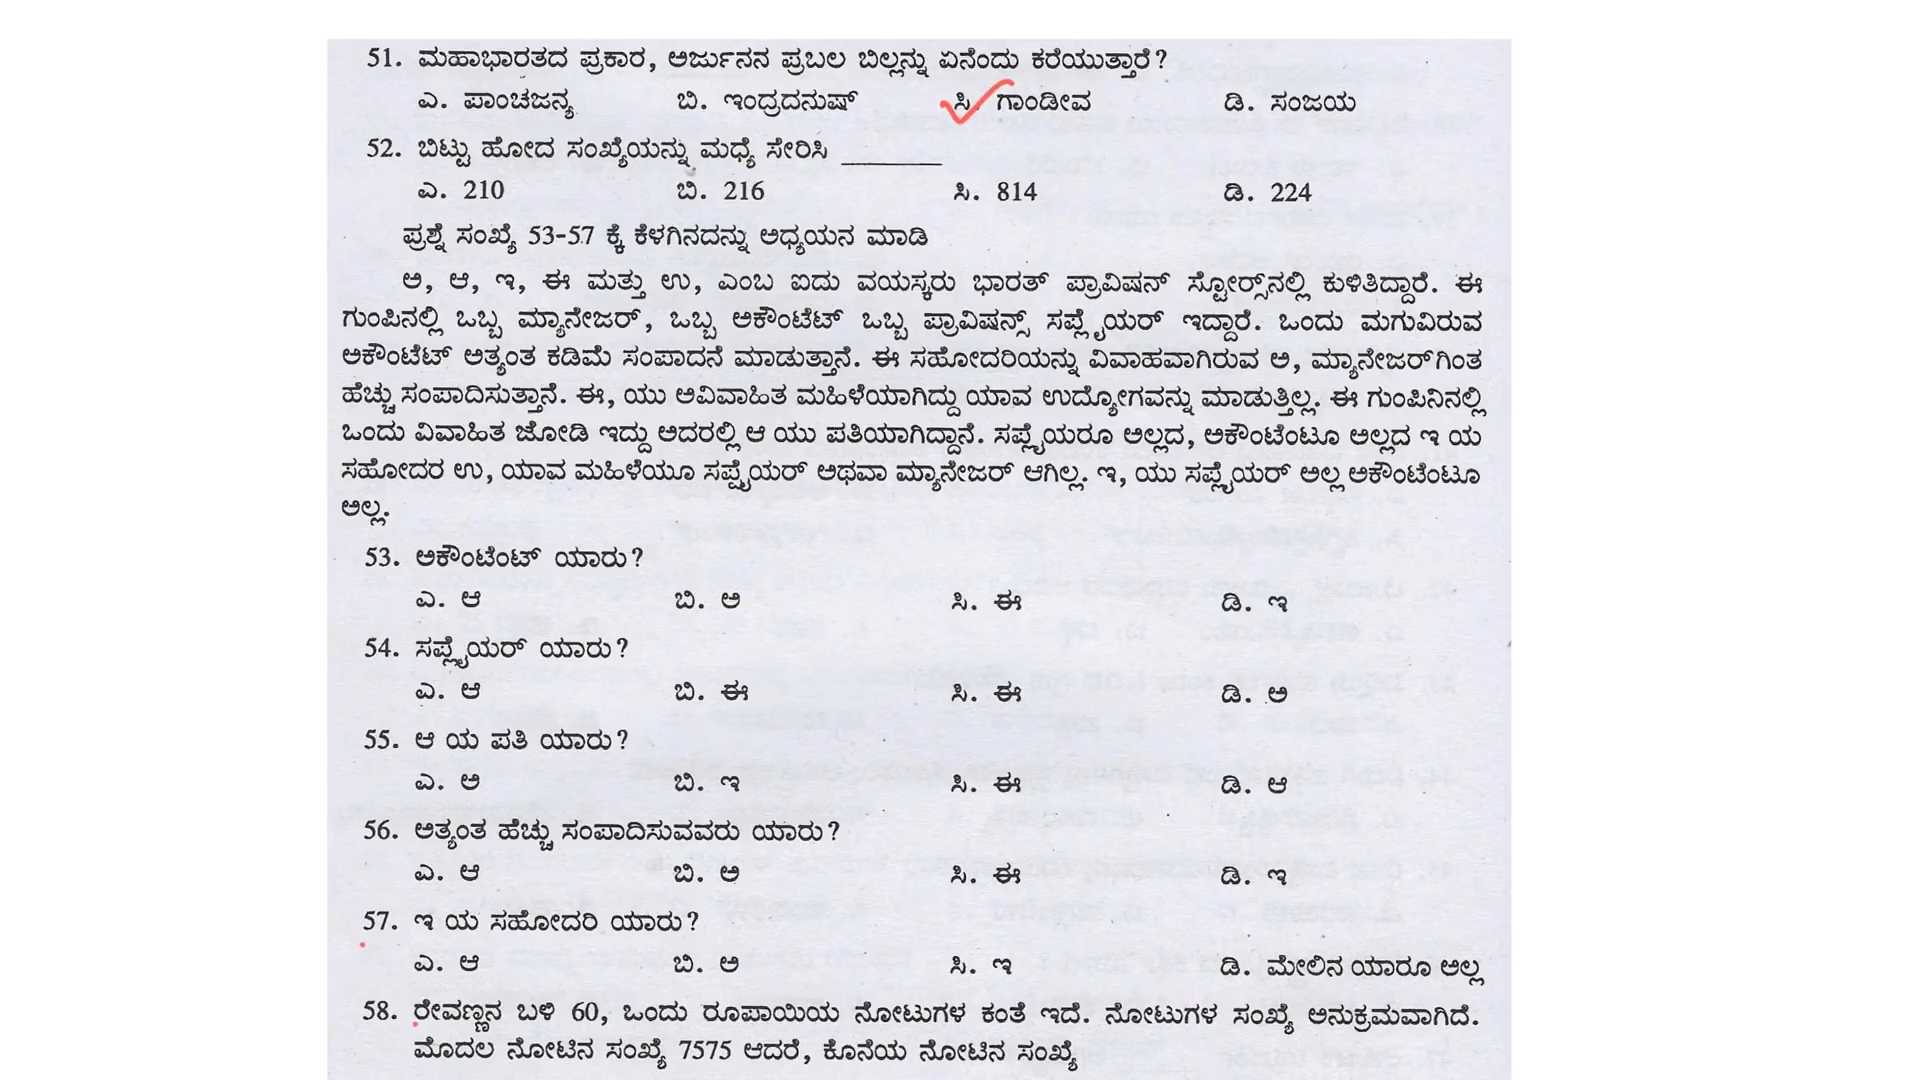 51. ಮಹಾಭಾರತದ ಪ್ರಕಾರ, ಅರ್ಜುನನ ಪ್ರಬಲ ಬಿಲ್ಲನ್ನು ಏನೆಂದು ಕರೆಯುತ್ತಾರೆ?
ಎ. ಪಾಂಚಜನ್ಯ ಬಿ. ಇಂದ್ರದನುಷ್ ಸಿ. ಗಾಂಡೀವ ಡಿ. ಸಂಜಯ
52. ಬಿಟ್ಟು ಹೋದ ಸಂಖ್ಯೆಯನ್ನು ಮಧ್ಯೆ ಸೇರಿಸಿ ________
ಎ. 210 ಬಿ. 216 ಸಿ. 814 ಡಿ. 224
ಪ್ರಶ್ನೆ ಸಂಖ್ಯೆ 53-57 ಕ್ಕೆ ಕೆಳಗಿನದನ್ನು ಅಧ್ಯಯನ ಮಾಡಿ
ಅ, ಆ, ಇ, ಈ ಮತ್ತು ಉ, ಎಂಬ ಐದು ವಯಸ್ಕರು ಭಾರತ್ ಪ್ರಾವಿಷನ್ ಸ್ಟೋರ್ಸ್‌ನಲ್ಲಿ ಕುಳಿತಿದ್ದಾರೆ. ಈ
ಗುಂಪಿನಲ್ಲಿ ಒಬ್ಬ ಮ್ಯಾನೇಜರ್, ಒಬ್ಬ ಅಕೌಂಟೆಟ್ ಒಬ್ಬ ಪ್ರಾವಿಷನ್ಸ್ ಸಪ್ಲೈಯರ್ ಇದ್ದಾರೆ. ಒಂದು ಮಗುವಿರುವ
ಅಕೌಂಟೆಟ್ ಅತ್ಯಂತ ಕಡಿಮೆ ಸಂಪಾದನೆ ಮಾಡುತ್ತಾನೆ. ಈ ಸಹೋದರಿಯನ್ನು ವಿವಾಹವಾಗಿರುವ ಅ, ಮ್ಯಾನೇಜರ್‌ಗಿಂತ
ಹೆಚ್ಚು ಸಂಪಾದಿಸುತ್ತಾನೆ. ಈ, ಯು ಅವಿವಾಹಿತ ಮಹಿಳೆಯಾಗಿದ್ದು ಯಾವ ಉದ್ಯೋಗವನ್ನು ಮಾಡುತ್ತಿಲ್ಲ. ಈ ಗುಂಪಿನಿನಲ್ಲಿ
ಒಂದು ವಿವಾಹಿತ ಜೋಡಿ ಇದ್ದು ಅದರಲ್ಲಿ ಆ ಯು ಪತಿಯಾಗಿದ್ದಾನೆ. ಸಪ್ಲೈಯರೂ ಅಲ್ಲದ, ಅಕೌಂಟೆಂಟೂ ಅಲ್ಲದ ಇ ಯ
ಸಹೋದರ ಉ, ಯಾವ ಮಹಿಳೆಯೂ ಸಪ್ಪೈಯರ್ ಅಥವಾ ಮ್ಯಾನೇಜರ್ ಆಗಿಲ್ಲ. ಇ, ಯು ಸಪ್ಲೈಯರ್ ಅಲ್ಲ ಅಕೌಂಟೆಂಟೂ
ಅಲ್ಲ.
53. ಅಕೌಂಟೆಂಟ್ ಯಾರು?
ಎ. ಆ ಬಿ. ಅ ಸಿ. ಈ ಡಿ. ಇ
54. ಸಪ್ಲೈಯರ್ ಯಾರು?
ಎ. ಆ ಬಿ. ಈ ಸಿ. ಈ ಡಿ. ಅ
55. ಆ ಯ ಪತಿ ಯಾರು?
ಎ. ಅ ಬಿ. ಇ ಸಿ. ಈ ಡಿ. ಆ
56. ಅತ್ಯಂತ ಹೆಚ್ಚು ಸಂಪಾದಿಸುವವರು ಯಾರು?
ಎ. ಆ ಬಿ. ಅ ಸಿ. ಈ ಡಿ. ಇ
57. ಇ ಯ ಸಹೋದರಿ ಯಾರು?
ಎ. ಆ ಬಿ. ಅ ಸಿ. ಇ ಡಿ. ಮೇಲಿನ ಯಾರೂ ಅಲ್ಲ
58. ರೇವಣ್ಣನ ಬಳಿ 60, ಒಂದು ರೂಪಾಯಿಯ ನೋಟುಗಳ ಕಂತೆ ಇದೆ. ನೋಟುಗಳ ಸಂಖ್ಯೆ ಅನುಕ್ರಮವಾಗಿದೆ.
ಮೊದಲ ನೋಟಿನ ಸಂಖ್ಯೆ 7575 ಆದರೆ, ಕೊನೆಯ ನೋಟಿನ ಸಂಖ್ಯೆ